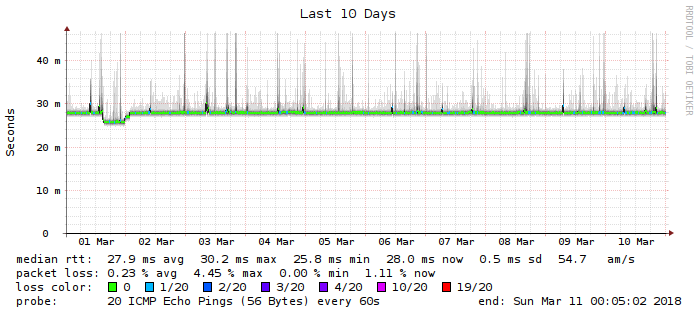 Last 10 Days
RRDTOOL / TOBI OETIKER
Seconds
40 m
30 m
20 m
10 m
0
01 Mar 02 Mar 03 Mar 04 Mar 05 Mar 06 Mar 07 Mar 08 Mar 09 Mar 10 Mar
median rtt: 27.9 ms avg 30.2 ms max 25.8 ms min 28.0 ms now 0.5 ms sd 54.7 am/s
packet loss: 0.23 % avg 4.45 % max 0.00 % min 1.11 % now
loss color: 0 1/20 2/20 3/20 4/20 10/20 19/20
probe: 20 ICMP Echo Pings (56 Bytes) every 60s end: Sun Mar 11 00:05:02 2018